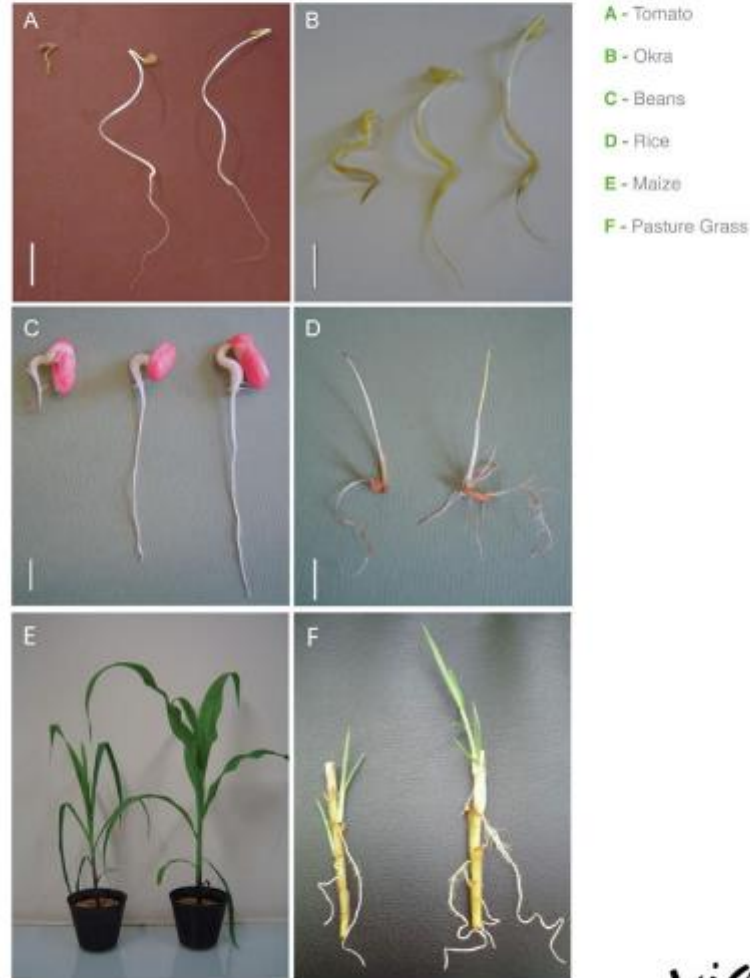 A
B
C
D
E
F
A - Tomato
B - Okra
C - Beans
D - Rice
E - Maize
F - Pasture Grass